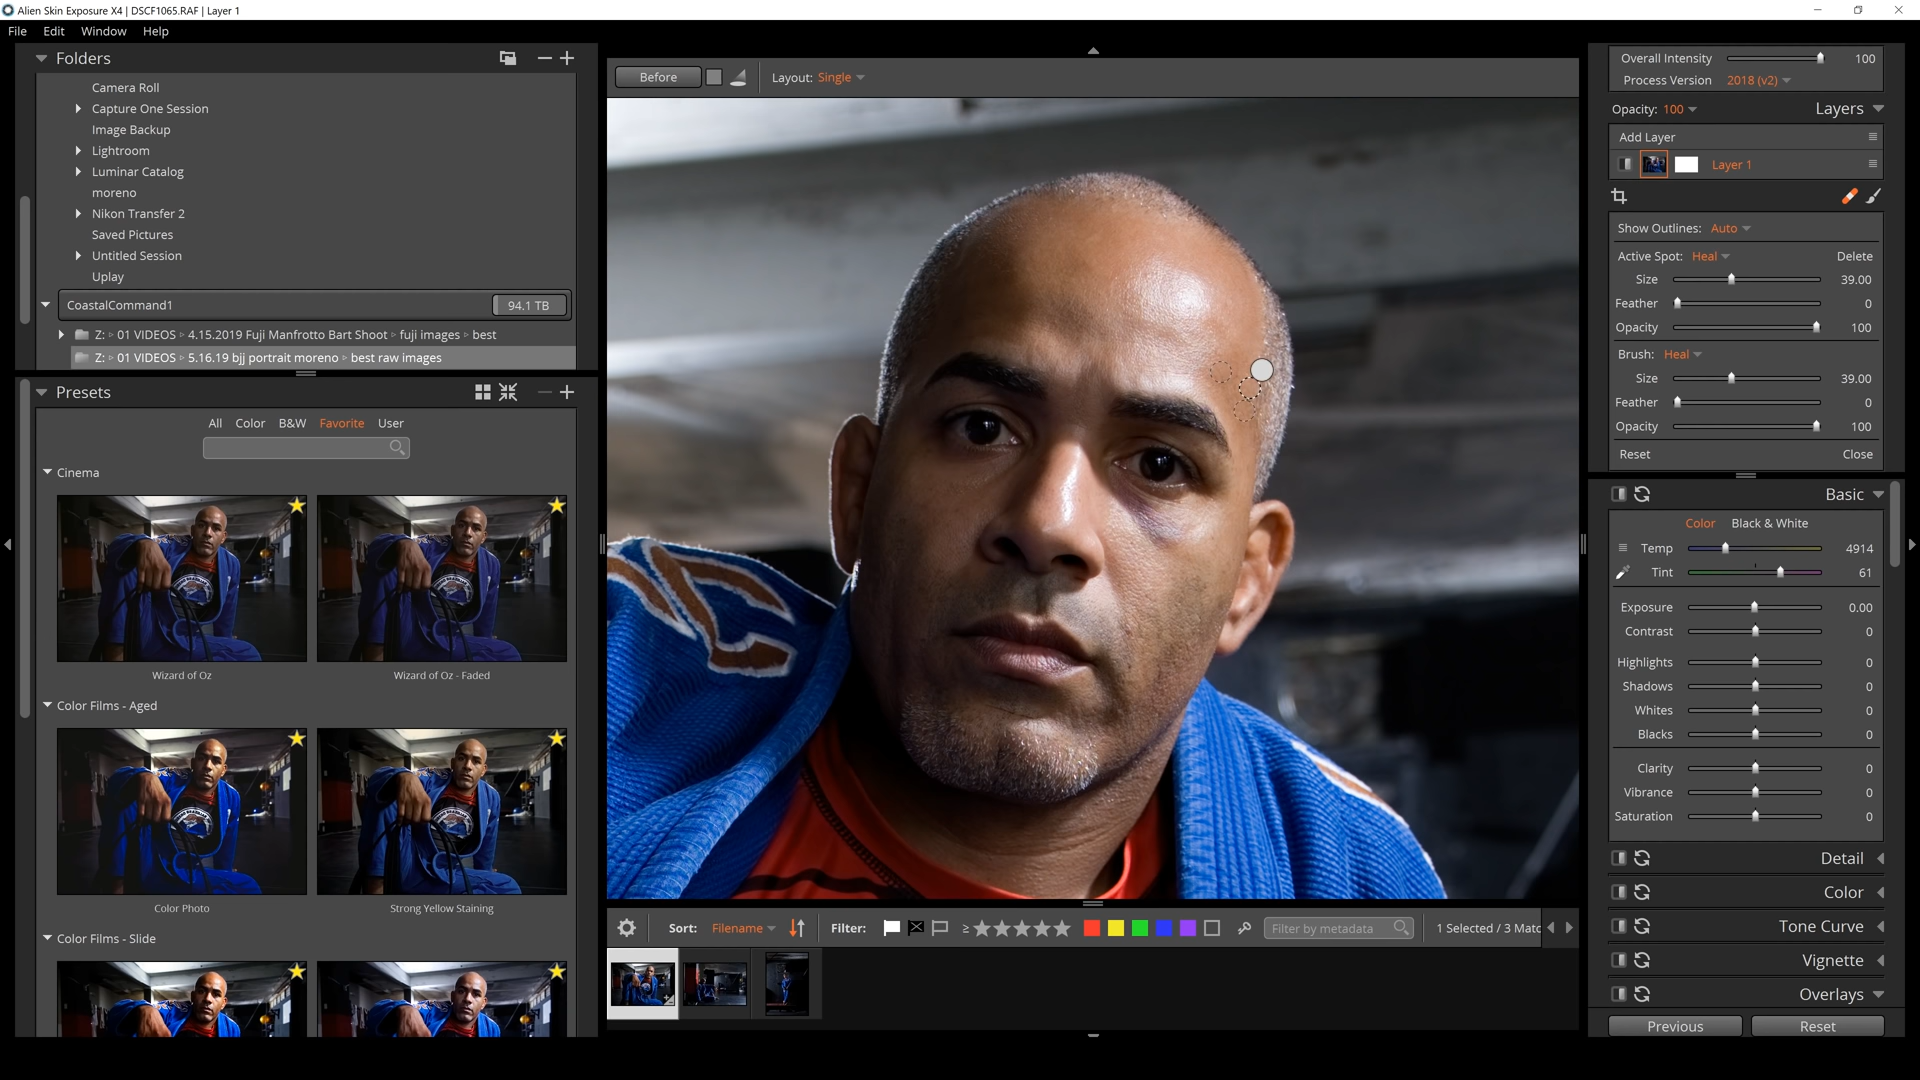 Alien Skin Exposure X4 | DSCF1065.RAF | Layer 1
File Edit Window Help
Folders
Camera Roll
Capture One Session
Image Backup
Lightroom
Luminar Catalog
moreno
Nikon Transfer 2
Saved Pictures
Untitled Session
Uplay
CoastalCommand1 94.1 TB
Z: ▹ 01 VIDEOS ▹ 4.15.2019 Fuji Manfrotto Bart Shoot ▹ fuji images ▹ best
Z: ▹ 01 VIDEOS ▹ 5.16.19 bjj portrait moreno ▹ best raw images
Presets
All Color B&W Favorite User
Cinema
Wizard of Oz
Wizard of Oz - Faded
Color Films - Aged
Color Photo
Strong Yellow Staining
Color Films - Slide
Before Layout: Single
Sort: Filename Filter: ≥ Filter by metadata 1 Selected / 3 Matc
Overall Intensity 100
Process Version 2018 (v2)
Opacity: 100 Layers
Add Layer
Layer 1
Show Outlines: Auto
Active Spot: Heal Delete
Size 39.00
Feather 0
Opacity 100
Brush: Heal
Size 39.00
Feather 0
Opacity 100
Reset Close
Basic
Color Black & White
Temp 4914
Tint 61
Exposure 0.00
Contrast 0
Highlights 0
Shadows 0
Whites 0
Blacks 0
Clarity 0
Vibrance 0
Saturation 0
Detail
Color
Tone Curve
Vignette
Overlays
Previous Reset